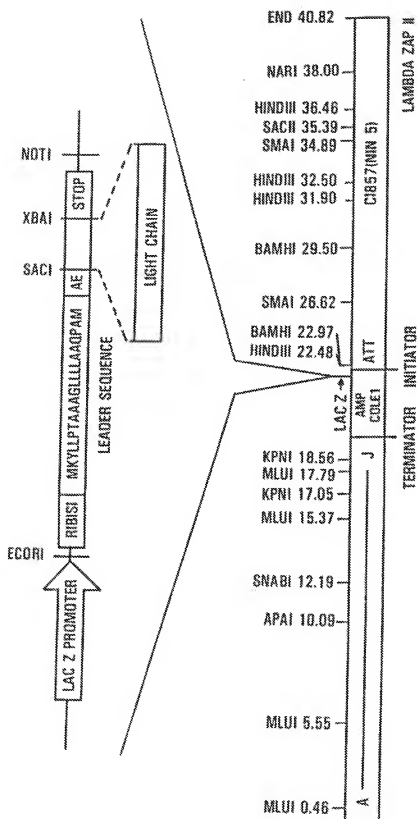 LAC Z PROMOTER
ECORI
RIBISI
MKYLLPTAAAGLLLLAAQPAM
LEADER SEQUENCE
AE
SACI
XBAI
STOP
NOTI
LIGHT CHAIN
END 40.82
NARI 38.00
HINDIII 36.46
SACII 35.39
SMAI 34.89
HINDIII 32.50
HINDIII 31.90
BAMHI 29.50
SMAI 26.62
BAMHI 22.97
HINDIII 22.48
LAC Z
KPNI 18.56
MLUI 17.79
KPNI 17.05
MLUI 15.37
SNABI 12.19
APAI 10.09
MLUI 5.55
MLUI 0.46
A
J
AMP
COLE1
ATT
CI857(NIN 5)
TERMINATOR
INITIATOR
LAMBDA ZAP II